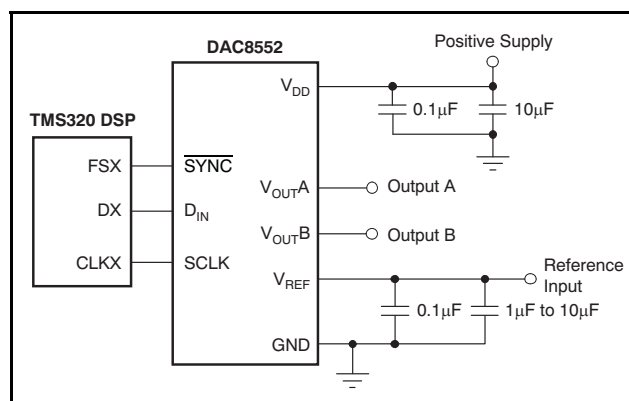 DAC8552
Positive Supply
V_DD
0.1µF
10µF
TMS320 DSP
FSX
SYNC
V_OUTA
Output A
DX
D_IN
V_OUTB
Output B
CLKX
SCLK
V_REF
Reference
Input
0.1µF
1µF to 10µF
GND